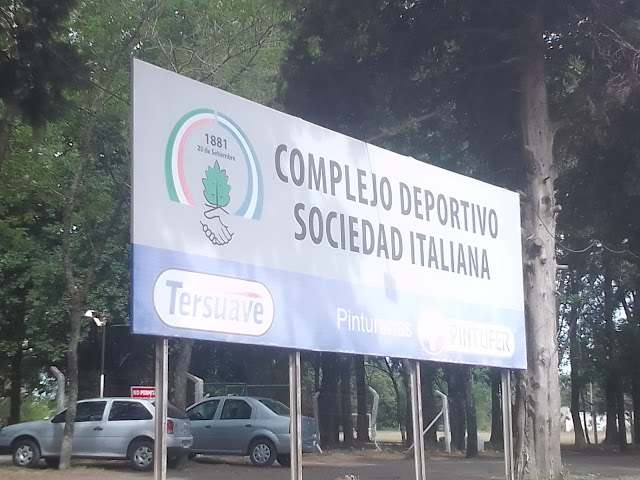 1881
20 de Setiembre
COMPLEJO DEPORTIVO
SOCIEDAD ITALIANA
Tersuave
Pinturerías PINTUFER